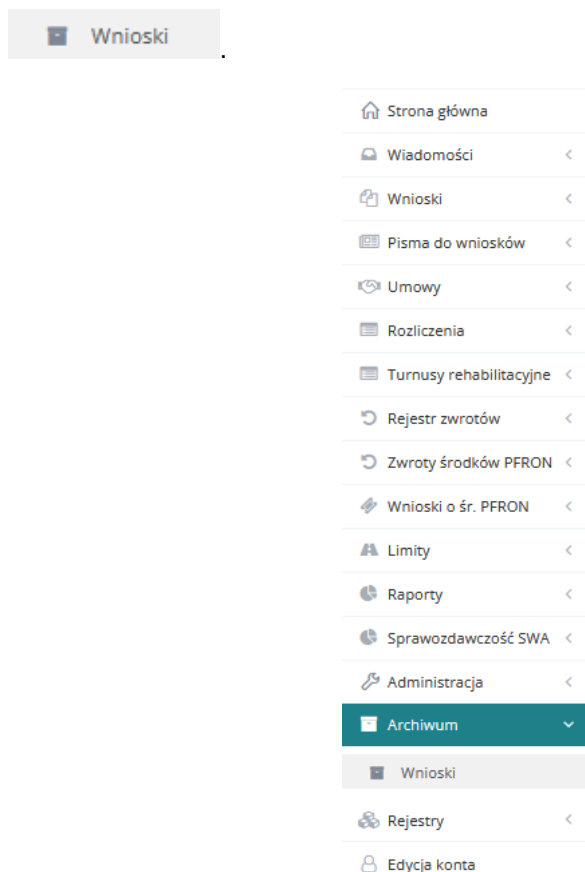 Wnioski.
Strona główna
Wiadomości
Wnioski
Pisma do wniosków
Umowy
Rozliczenia
Turnusy rehabilitacyjne
Rejestr zwrotów
Zwroty środków PFRON
Wnioski o śr. PFRON
Limity
Raporty
Sprawozdawczość SWA
Administracja
Archiwum
Wnioski
Rejestry
Edycja konta